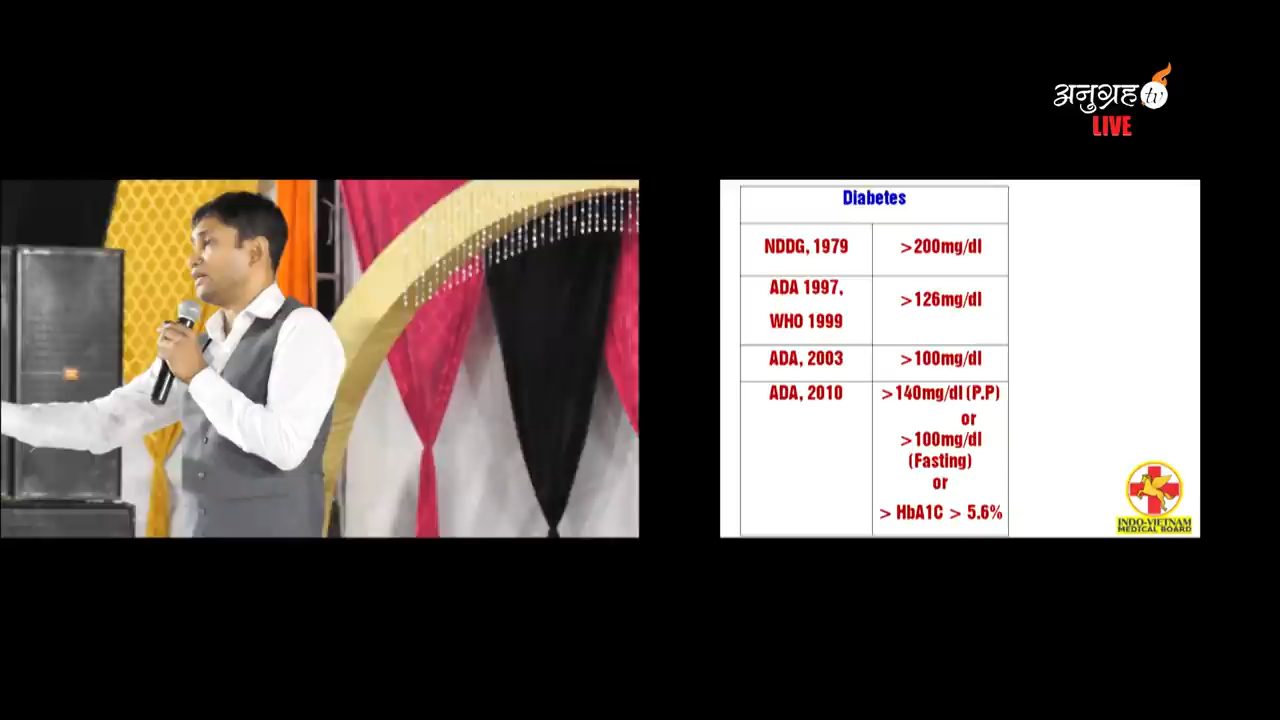 अनुग्रह tv
LIVE
Diabetes
NDDG, 1979 >200mg/dl
ADA 1997,
WHO 1999
>126mg/dl
ADA, 2003 >100mg/dl
ADA, 2010 >140mg/dl (P.P)
or
>100mg/dl
(Fasting)
or
> HbA1C > 5.6%
INDO-VIETNAM
MEDICAL BOARD